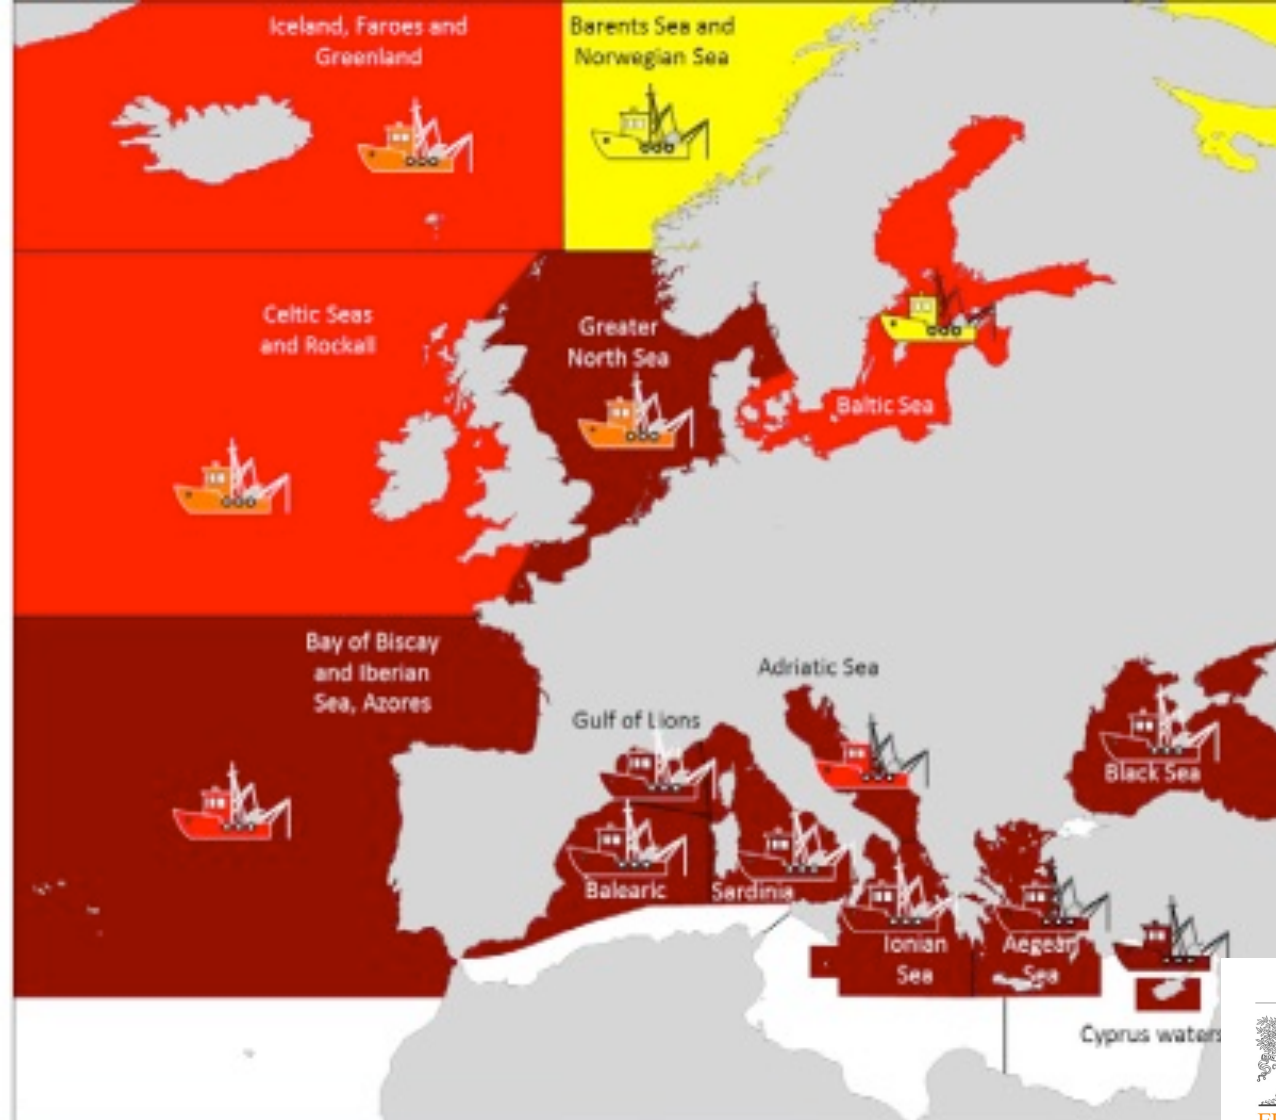 Iceland, Faroes and
Greenland
Barents Sea and
Norwegian Sea
Celtic Seas
and Rockall
Greater
North Sea
Baltic Sea
Bay of Biscay
and Iberian
Sea, Azores
Adriatic Sea
Gulf of Lions
Black Sea
Balearic
Sardinia
Ionian
Sea
Aegean
Sea
Cyprus waters